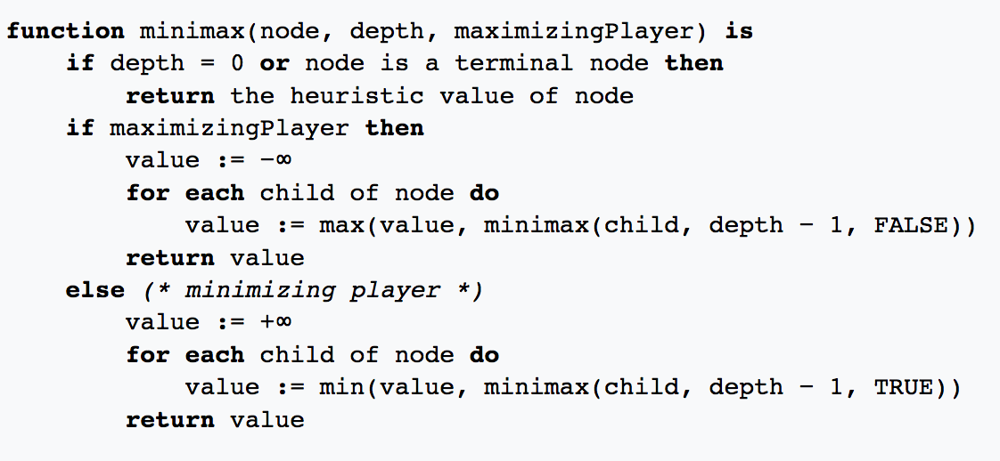 function minimax(node, depth, maximizingPlayer) is
    if depth = 0 or node is a terminal node then
        return the heuristic value of node
    if maximizingPlayer then
        value := −∞
        for each child of node do
            value := max(value, minimax(child, depth − 1, FALSE))
        return value
    else (* minimizing player *)
        value := +∞
        for each child of node do
            value := min(value, minimax(child, depth − 1, TRUE))
        return value